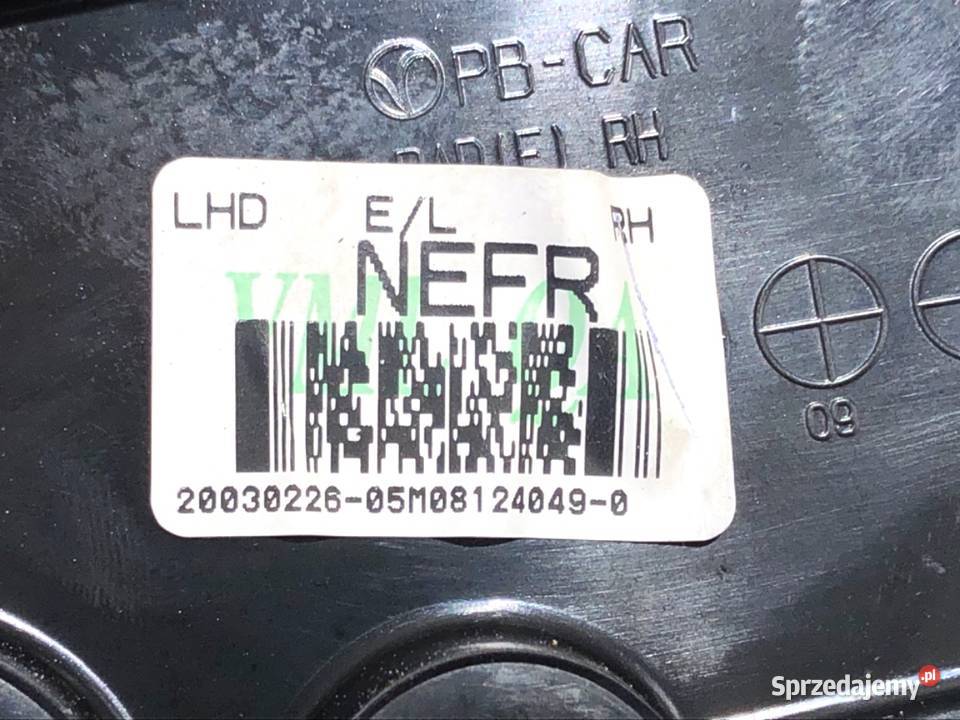 PB-CAR
RH
LHD E/L RH
NEFR
20030226-05M08124049-0
09
Sprzedajemy.pl